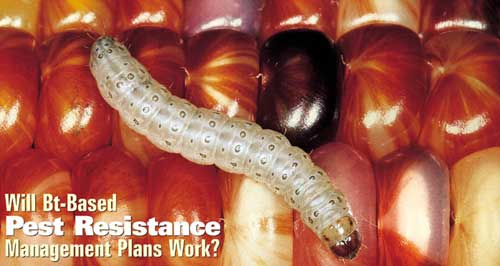 Will Bt-Based
Pest Resistance
Management Plans Work?